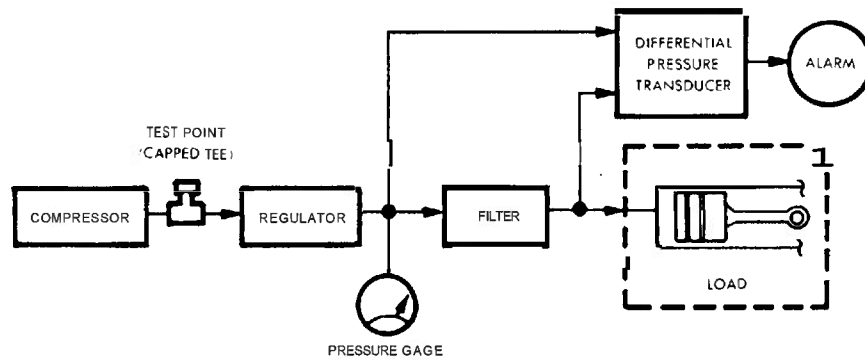 DIFFERENTIAL
PRESSURE
TRANSDUCER
ALARM
TEST POINT
(CAPPED TEE)
1
COMPRESSOR
REGULATOR
FILTER
LOAD
PRESSURE GAGE